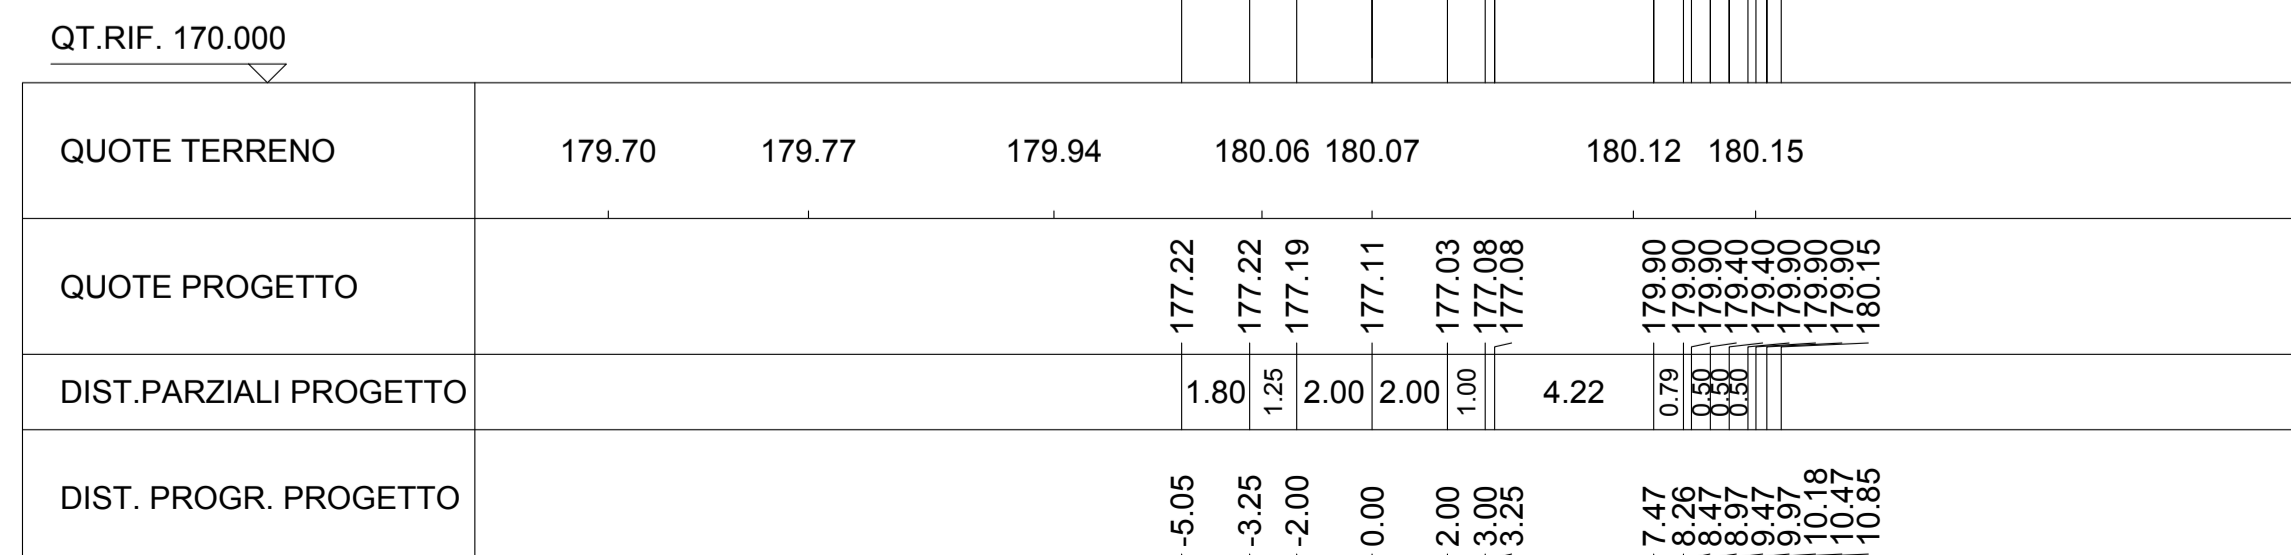 QT.RIF. 170.000
QUOTE TERRENO 179.70 179.77 179.94 180.06 180.07 180.12 180.15
QUOTE PROGETTO 177.22 177.22 177.19 177.11 177.03 177.08 177.08 179.90 179.90 179.90 179.40 179.40 179.90 179.90 179.90 180.15
DIST.PARZIALI PROGETTO 1.80 1.25 2.00 2.00 1.00 4.22 0.79 0.50 0.50 0.50
DIST. PROGR. PROGETTO -5.05 -3.25 -2.00 0.00 2.00 3.00 3.25 7.47 8.26 8.47 8.97 9.47 9.97 10.18 10.47 10.85